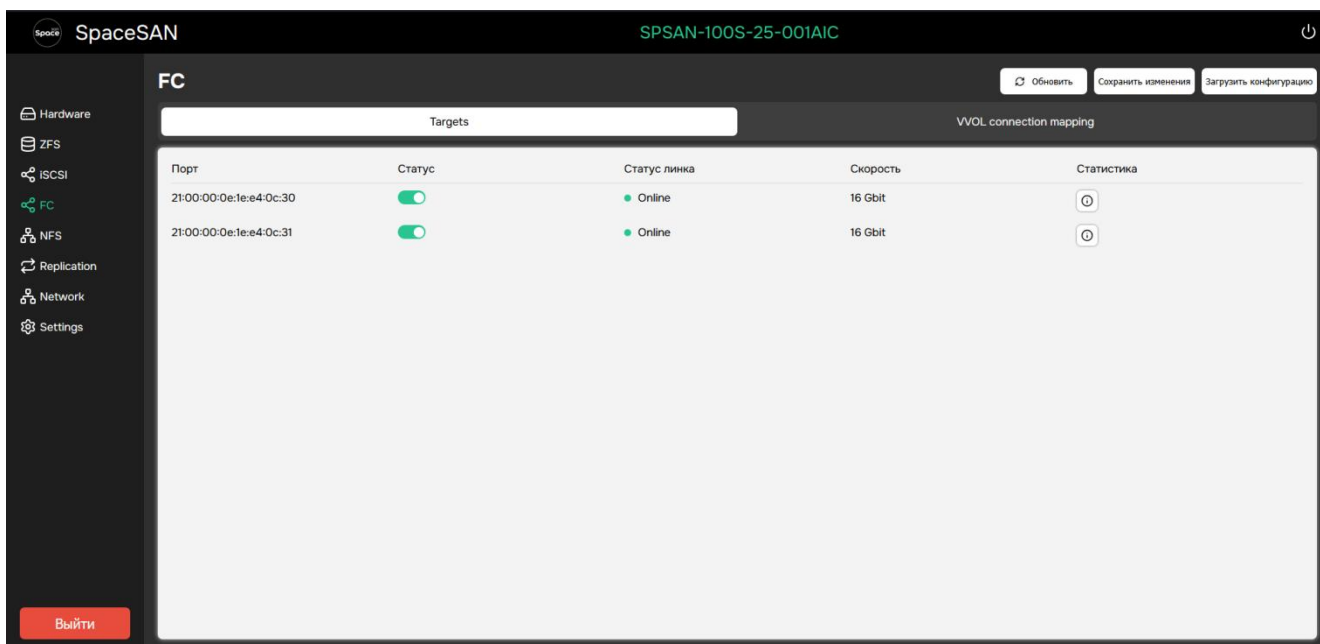 Space SpaceSAN SPSAN-100S-25-001AIC
FC Обновить Сохранить изменения Загрузить конфигурацию
Hardware
ZFS
iSCSI
FC
NFS
Replication
Network
Settings
Выйти
Targets VVOL connection mapping
Порт Статус Статус линка Скорость Статистика
21:00:00:0e:1e:e4:0c:30 Online 16 Gbit
21:00:00:0e:1e:e4:0c:31 Online 16 Gbit